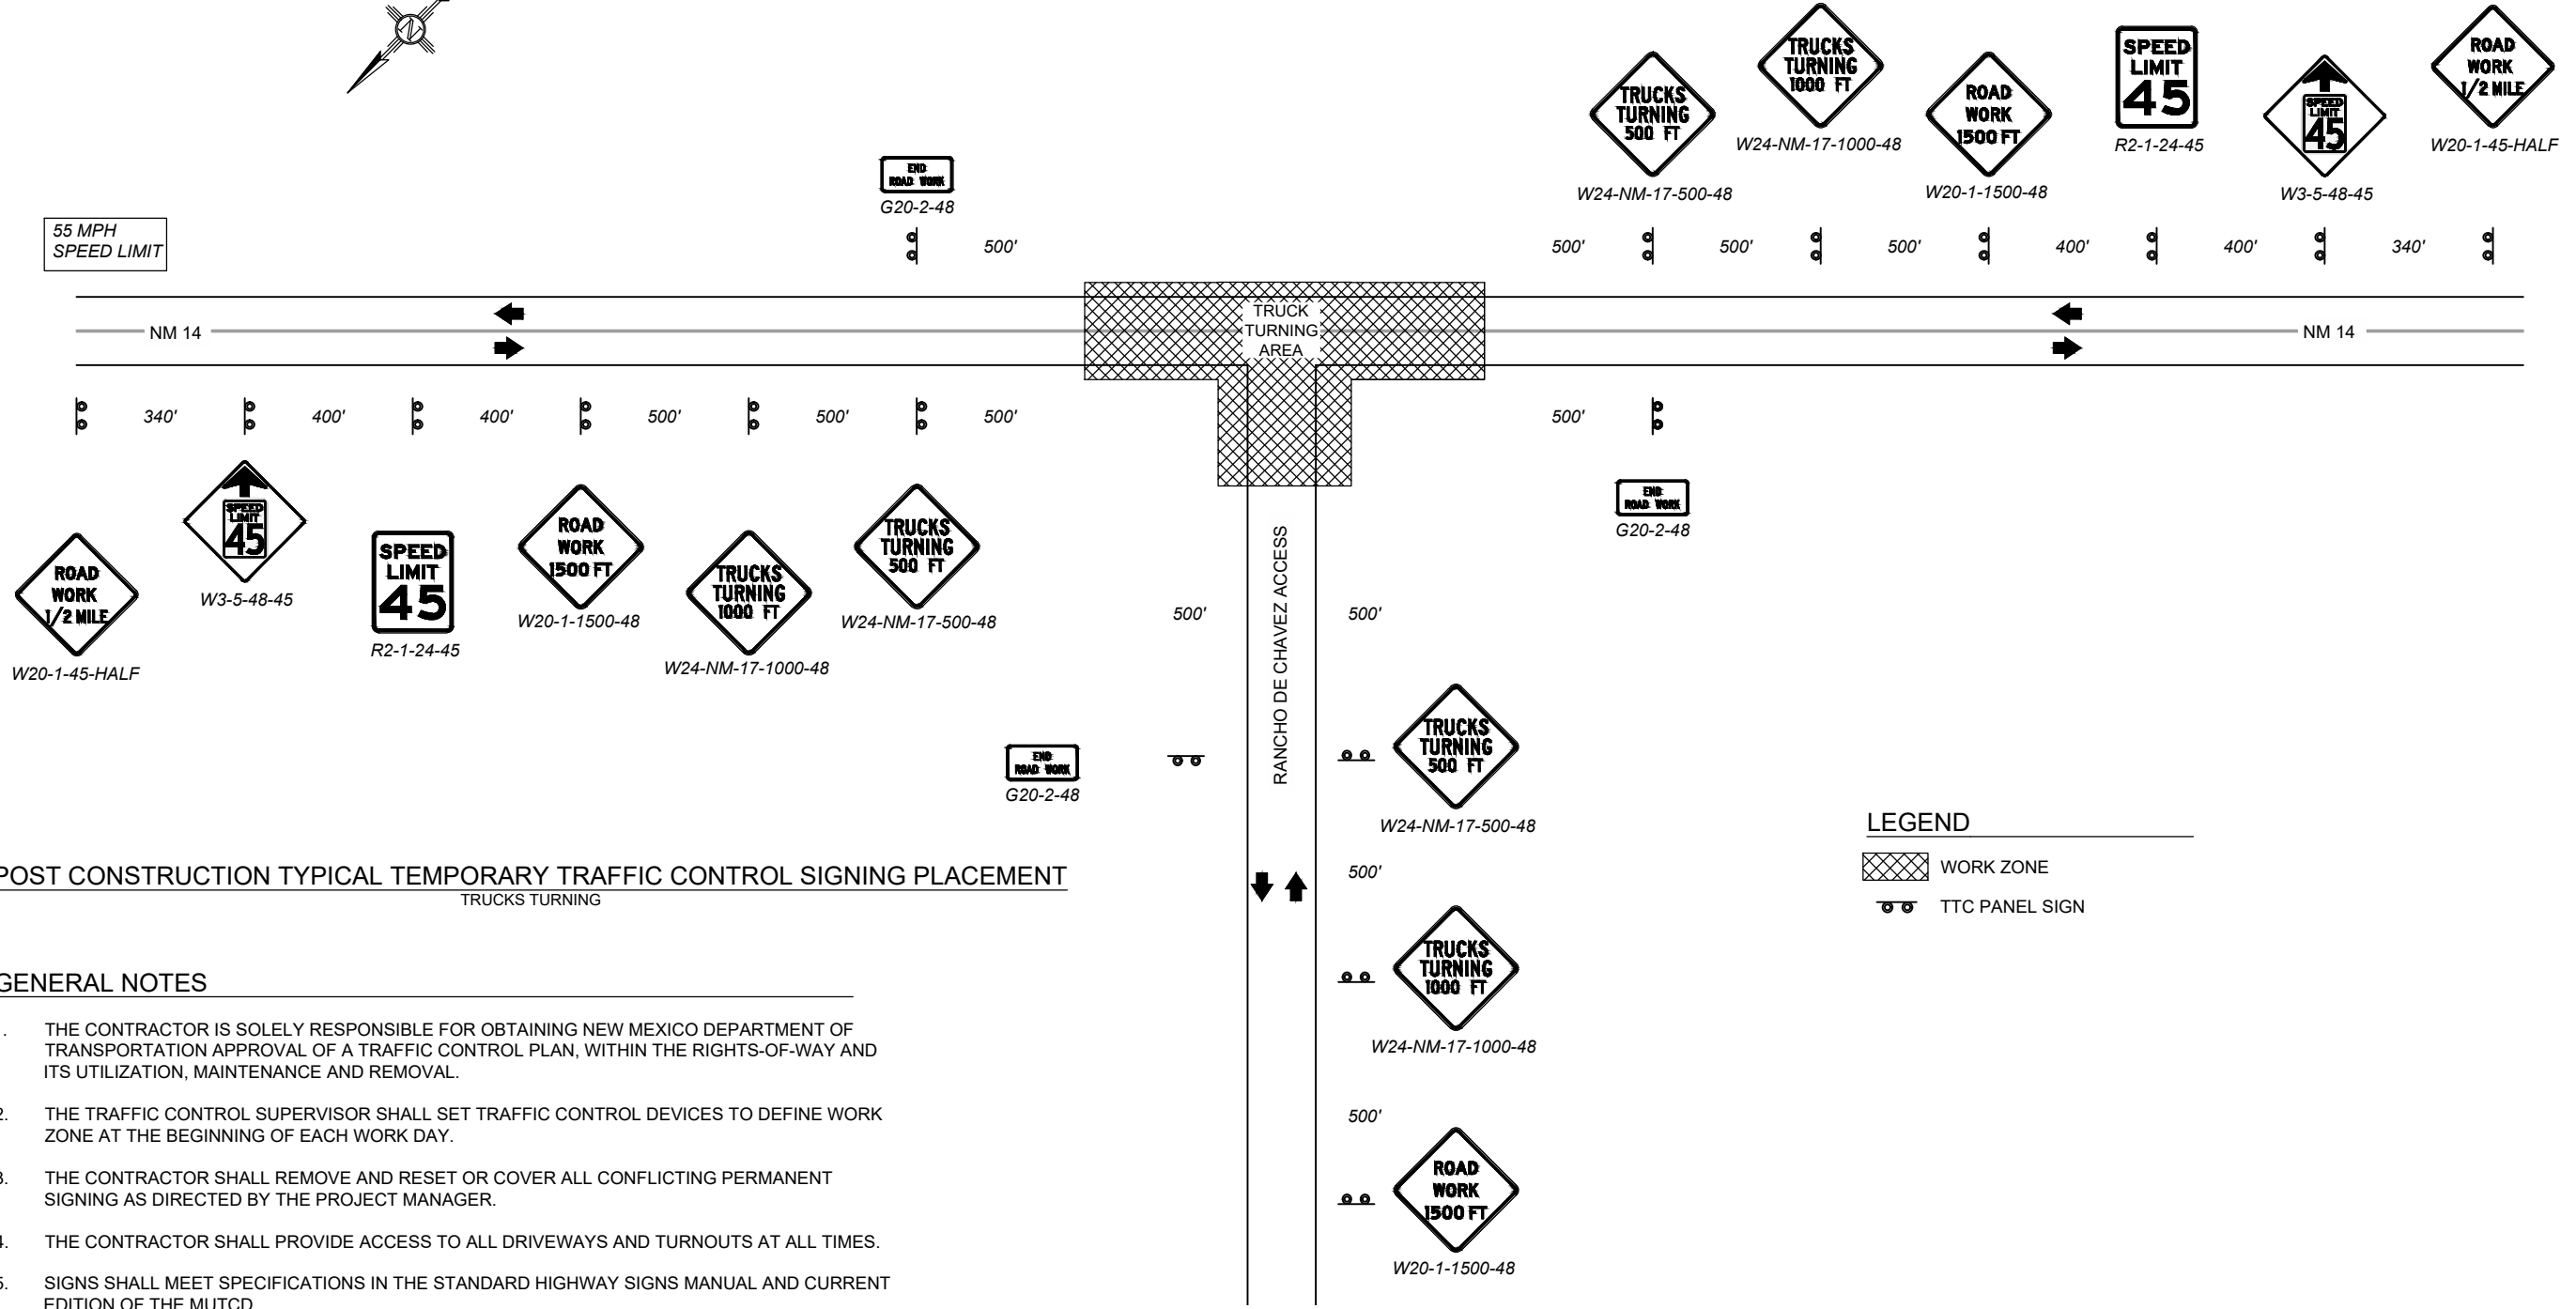 N
TRUCKS
TURNING
500 FT
W24-NM-17-500-48
TRUCKS
TURNING
1000 FT
W24-NM-17-1000-48
ROAD
WORK
1500 FT
W20-1-1500-48
SPEED
LIMIT
45
R2-1-24-45
SPEED
LIMIT
45
W3-5-48-45
ROAD
WORK
1/2 MILE
W20-1-45-HALF
END
ROAD WORK
G20-2-48
55 MPH
SPEED LIMIT
500'
500'
500'
500'
400'
400'
340'
NM 14
TRUCK
TURNING
AREA
NM 14
340'
400'
400'
500'
500'
500'
500'
ROAD
WORK
1/2 MILE
W20-1-45-HALF
SPEED
LIMIT
45
W3-5-48-45
SPEED
LIMIT
45
R2-1-24-45
ROAD
WORK
1500 FT
W20-1-1500-48
TRUCKS
TURNING
1000 FT
W24-NM-17-1000-48
TRUCKS
TURNING
500 FT
W24-NM-17-500-48
END
ROAD WORK
G20-2-48
500'
RANCHO DE CHAVEZ ACCESS
500'
END
ROAD WORK
G20-2-48
TRUCKS
TURNING
500 FT
W24-NM-17-500-48
500'
TRUCKS
TURNING
1000 FT
W24-NM-17-1000-48
500'
ROAD
WORK
1500 FT
W20-1-1500-48
LEGEND
WORK ZONE
TTC PANEL SIGN
POST CONSTRUCTION TYPICAL TEMPORARY TRAFFIC CONTROL SIGNING PLACEMENT
TRUCKS TURNING
GENERAL NOTES
. THE CONTRACTOR IS SOLELY RESPONSIBLE FOR OBTAINING NEW MEXICO DEPARTMENT OF
TRANSPORTATION APPROVAL OF A TRAFFIC CONTROL PLAN, WITHIN THE RIGHTS-OF-WAY AND
ITS UTILIZATION, MAINTENANCE AND REMOVAL.
2. THE TRAFFIC CONTROL SUPERVISOR SHALL SET TRAFFIC CONTROL DEVICES TO DEFINE WORK
ZONE AT THE BEGINNING OF EACH WORK DAY.
3. THE CONTRACTOR SHALL REMOVE AND RESET OR COVER ALL CONFLICTING PERMANENT
SIGNING AS DIRECTED BY THE PROJECT MANAGER.
4. THE CONTRACTOR SHALL PROVIDE ACCESS TO ALL DRIVEWAYS AND TURNOUTS AT ALL TIMES.
5. SIGNS SHALL MEET SPECIFICATIONS IN THE STANDARD HIGHWAY SIGNS MANUAL AND CURRENT
EDITION OF THE MUTCD